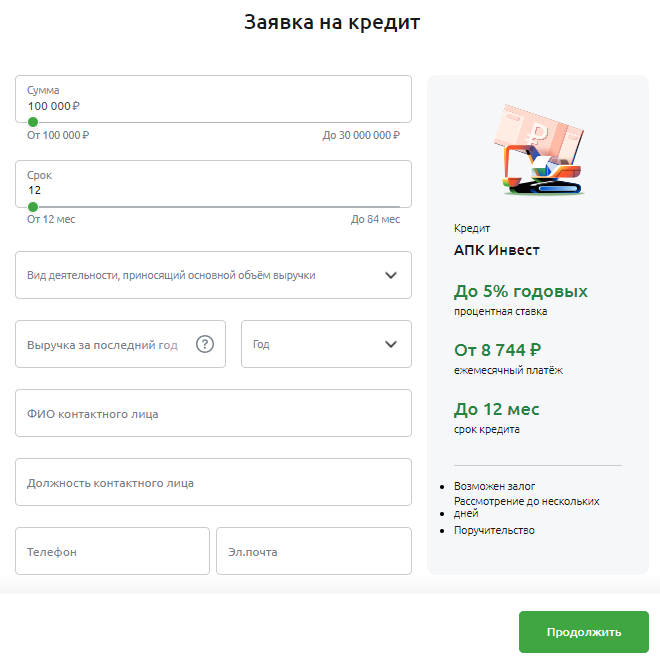 Заявка на кредит
Сумма
100 000 ₽
От 100 000 ₽
До 30 000 000 ₽
Срок
12
От 12 мес
До 84 мес
Вид деятельности, приносящий основной объём выручки
Выручка за последний год
?
Год
ФИО контактного лица
Должность контактного лица
Телефон
Эл.почта
₽
Кредит
АПК Инвест
До 5% годовых
процентная ставка
От 8 744 ₽
ежемесячный платёж
До 12 мес
срок кредита
Возможен залог
Рассмотрение до нескольких
дней
Поручительство
Продолжить